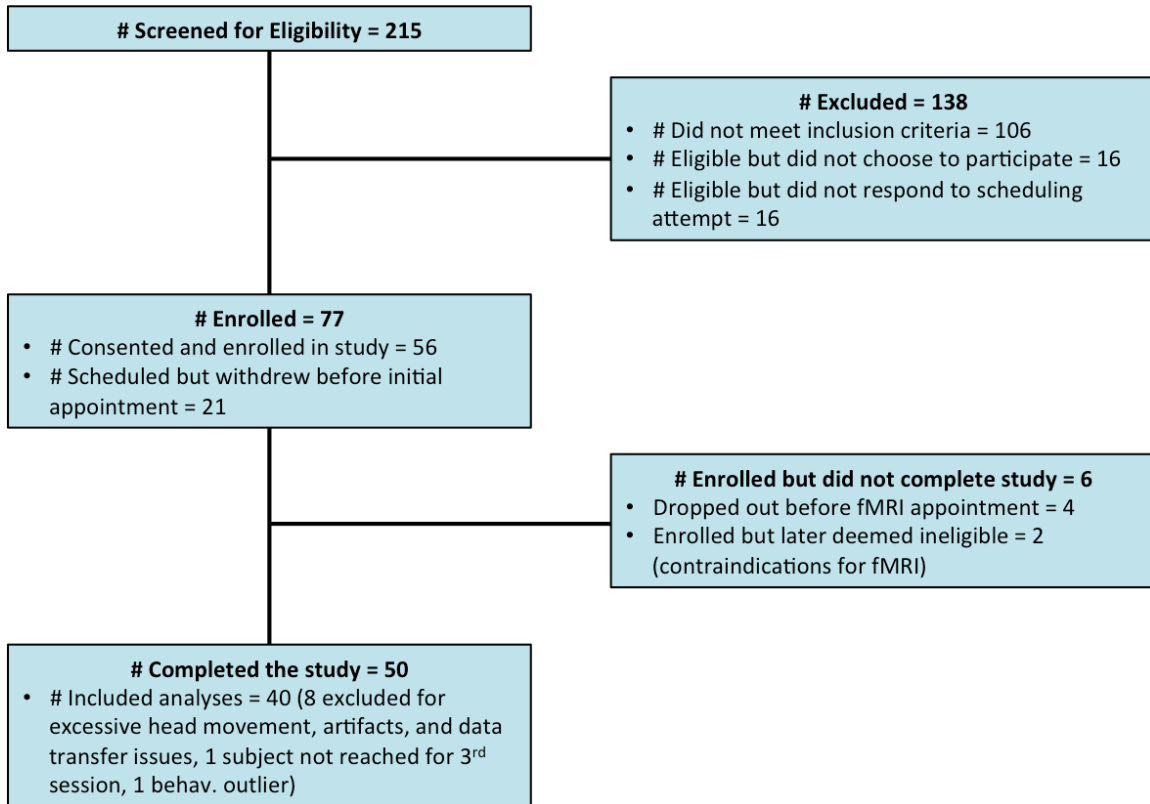 # Screened for Eligibility = 215
# Excluded = 138
• # Did not meet inclusion criteria = 106
• # Eligible but did not choose to participate = 16
• # Eligible but did not respond to scheduling
attempt = 16
# Enrolled = 77
• # Consented and enrolled in study = 56
• # Scheduled but withdrew before initial
appointment = 21
# Enrolled but did not complete study = 6
• Dropped out before fMRI appointment = 4
• Enrolled but later deemed ineligible = 2
(contraindications for fMRI)
# Completed the study = 50
• # Included analyses = 40 (8 excluded for
excessive head movement, artifacts, and data
transfer issues, 1 subject not reached for 3rd
session, 1 behav. outlier)